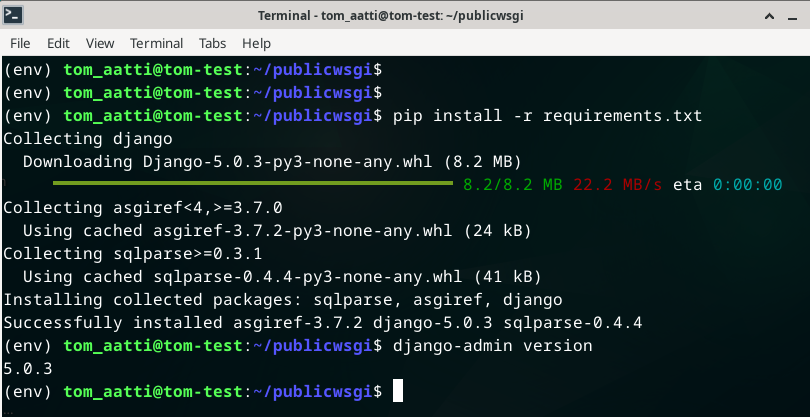 Terminal - tom_aatti@tom-test: ~/publicwsgi
File Edit View Terminal Tabs Help
(env) tom_aatti@tom-test:~/publicwsgi$
(env) tom_aatti@tom-test:~/publicwsgi$
(env) tom_aatti@tom-test:~/publicwsgi$ pip install -r requirements.txt
Collecting django
  Downloading Django-5.0.3-py3-none-any.whl (8.2 MB)
8.2/8.2 MB 22.2 MB/s eta 0:00:00
Collecting asgiref<4,>=3.7.0
  Using cached asgiref-3.7.2-py3-none-any.whl (24 kB)
Collecting sqlparse>=0.3.1
  Using cached sqlparse-0.4.4-py3-none-any.whl (41 kB)
Installing collected packages: sqlparse, asgiref, django
Successfully installed asgiref-3.7.2 django-5.0.3 sqlparse-0.4.4
(env) tom_aatti@tom-test:~/publicwsgi$ django-admin version
5.0.3
(env) tom_aatti@tom-test:~/publicwsgi$